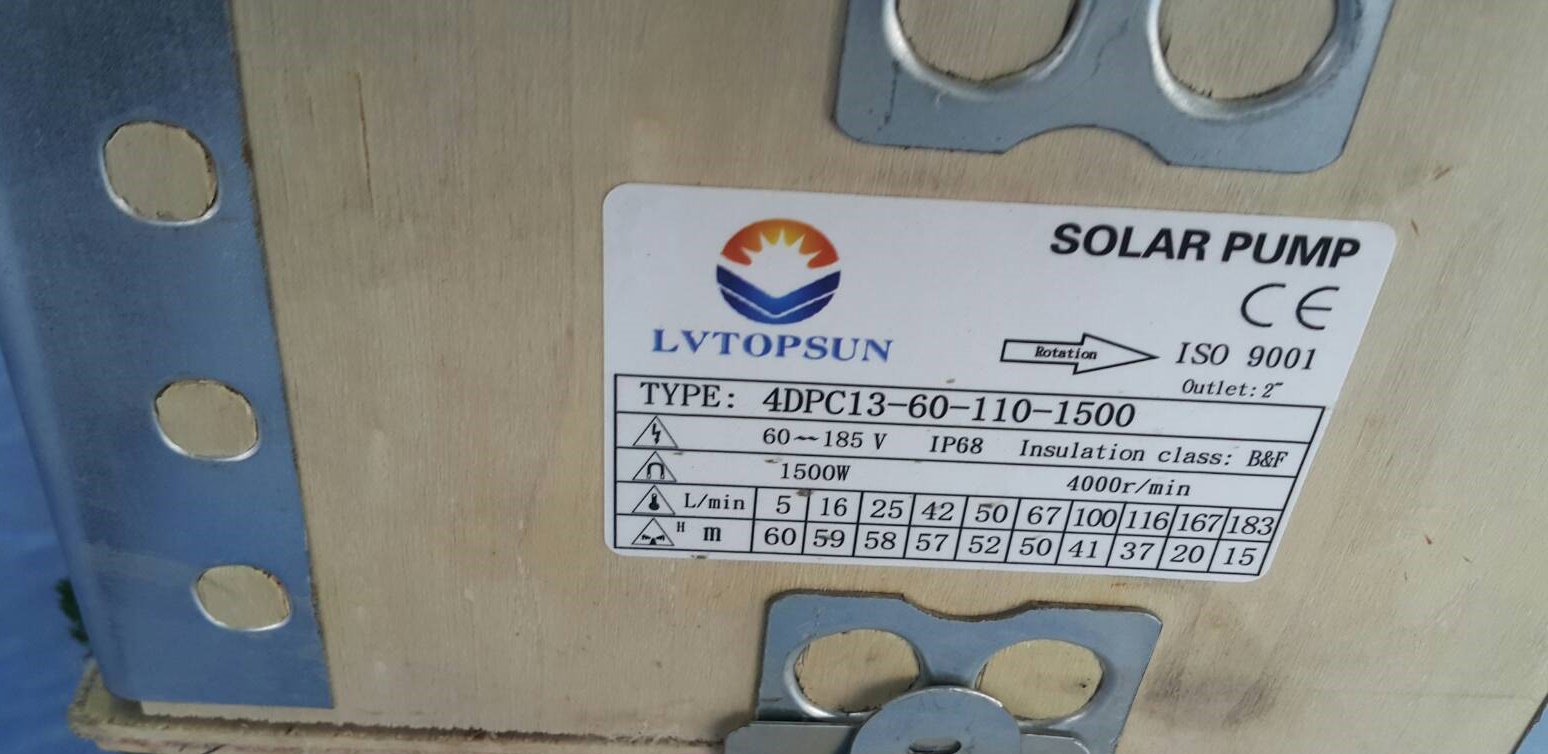 SOLAR PUMP
CE
LVTOPSUN
Rotation
ISO 9001
Outlet: 2"
TYPE: 4DPC13-60-110-1500
60~185 V IP68 Insulation class: B&F
1500W 4000r/min
L/min 5 16 25 42 50 67 100 116 167 183
H m 60 59 58 57 52 50 41 37 20 15